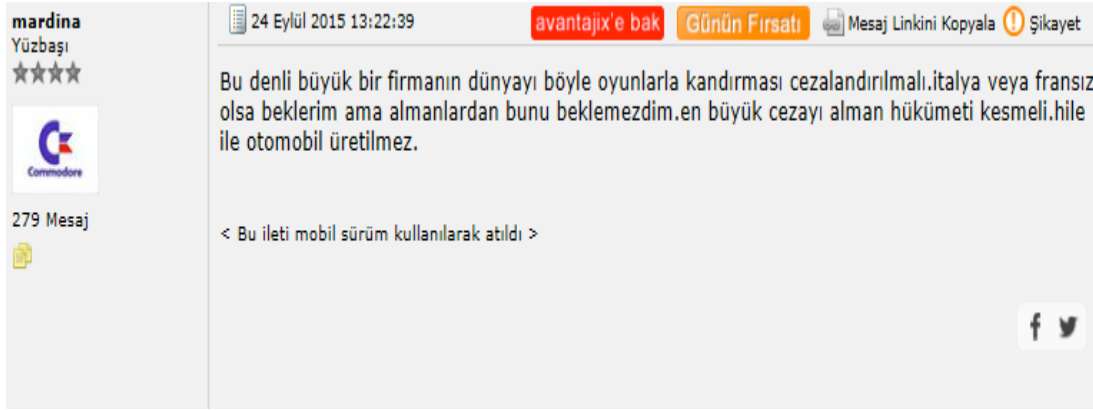 mardina
Yüzbaşı
24 Eylül 2015 13:22:39
avantajix'e bak
Günün Fırsatı
Mesaj Linkini Kopyala
Şikayet
Commodore
279 Mesaj
Bu denli büyük bir firmanın dünyayı böyle oyunlarla kandırması cezalandırılmalı.italya veya fransız
olsa beklerim ama almanlardan bunu beklemezdim.en büyük cezayı alman hükümeti kesmeli.hile
ile otomobil üretilmez.
< Bu ileti mobil sürüm kullanılarak atıldı >